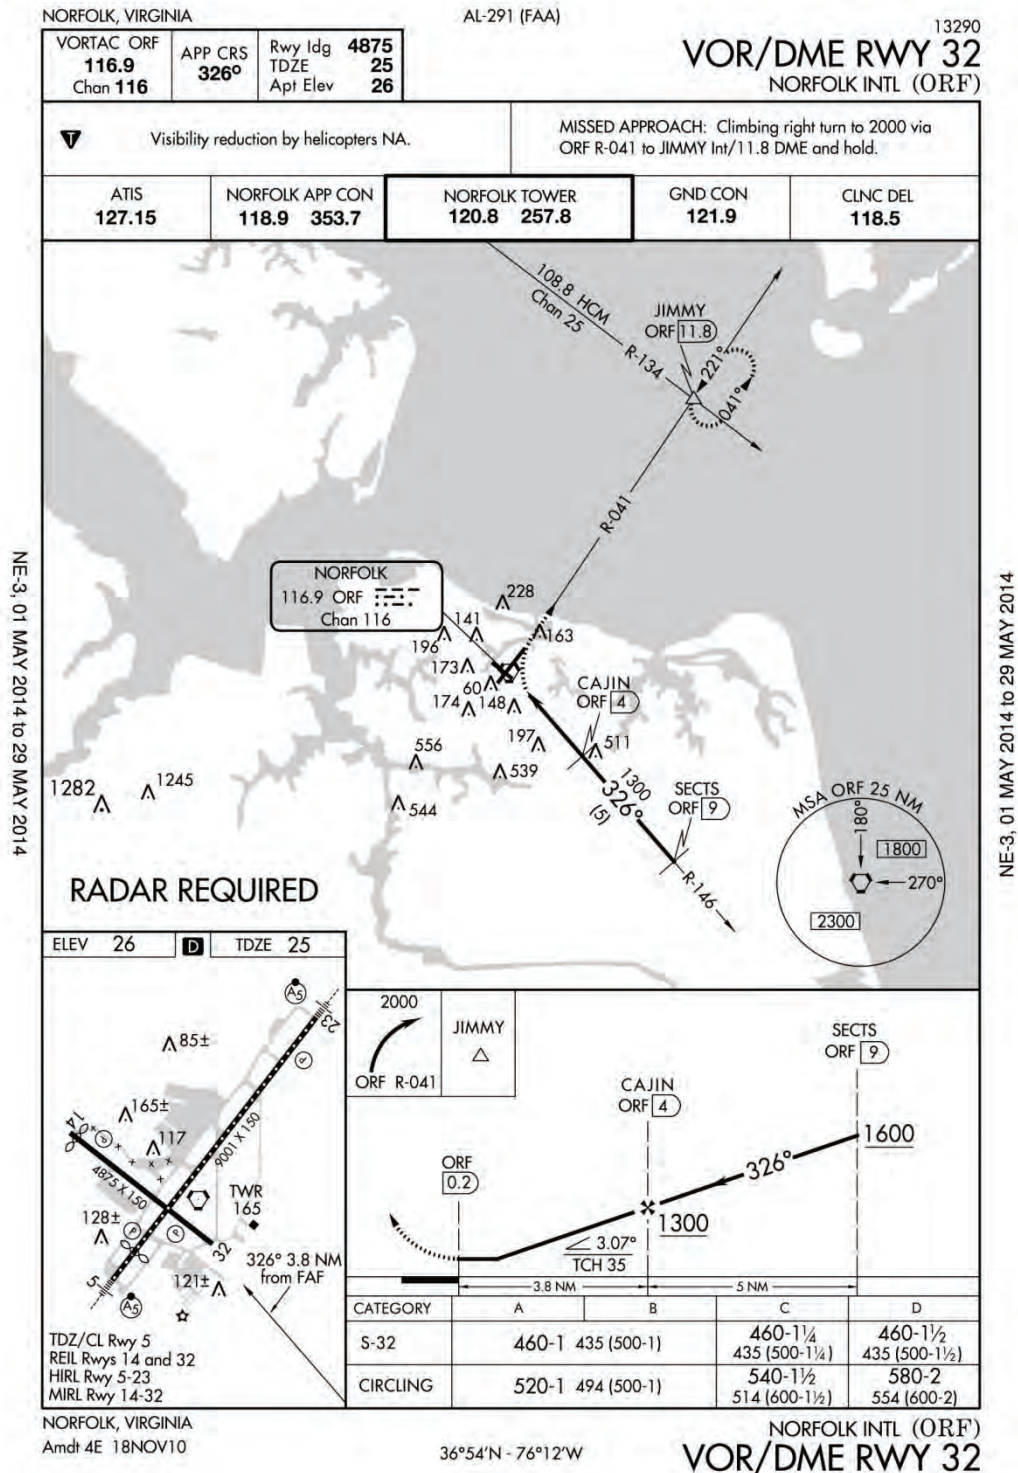 NORFOLK, VIRGINIA
AL-291 (FAA)
13290
VORTAC ORF
116.9
Chan 116
APP CRS
326°
Rwy ldg 4875
TDZE 25
Apt Elev 26
VOR/DME RWY 32
NORFOLK INTL (ORF)
T
Visibility reduction by helicopters NA.
MISSED APPROACH: Climbing right turn to 2000 via
ORF R-041 to JIMMY Int/11.8 DME and hold.
ATIS
127.15
NORFOLK APP CON
118.9 353.7
NORFOLK TOWER
120.8 257.8
GND CON
121.9
CLNC DEL
118.5
108.8 HCM
Chan 25
R-134
JIMMY
ORF 11.8
221°
041°
R-041
NORFOLK
116.9 ORF
Chan 116
228
141
196
163
173
60
174
148
CAJIN
ORF 4
197
511
556
539
1300
326°
(5)
SECTS
ORF 9
1282
1245
544
R-146
MSA ORF 25 NM
180°
1800
270°
2300
RADAR REQUIRED
NE-3, 01 MAY 2014 to 29 MAY 2014
NE-3, 01 MAY 2014 to 29 MAY 2014
ELEV 26
D
TDZE 25
A5
23
85±
P
165±
14
P
117
9001 X 150
4875 X 150
TWR
165
128±
P
P
32
5
121±
A5
326° 3.8 NM
from FAF
TDZ/CL Rwy 5
REIL Rwys 14 and 32
HIRL Rwy 5-23
MIRL Rwy 14-32
2000
ORF R-041
JIMMY
SECTS
ORF 9
CAJIN
ORF 4
1600
326°
ORF
0.2
1300
3.07°
TCH 35
3.8 NM
5 NM
CATEGORY A B C D
S-32 460-1 435 (500-1) 460-1¼ 435 (500-1¼) 460-1½ 435 (500-1½)
CIRCLING 520-1 494 (500-1) 540-1½ 514 (600-1½) 580-2 554 (600-2)
NORFOLK, VIRGINIA
Amdt 4E 18NOV10
36°54'N - 76°12'W
NORFOLK INTL (ORF)
VOR/DME RWY 32